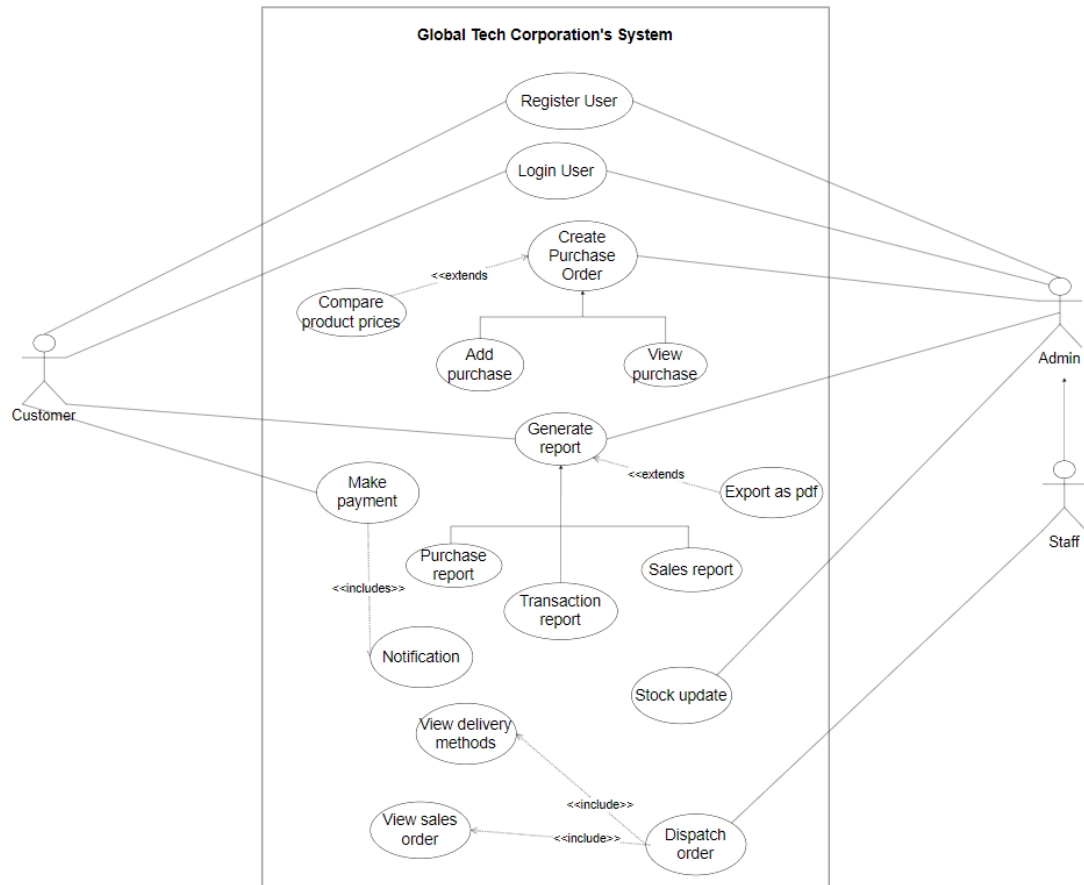 Global Tech Corporation's System
Register User
Login User
Create
Purchase
Order
<<extends
Compare
product prices
Add
purchase
View
purchase
Customer
Admin
Generate
report
<<extends
Make
payment
Export as pdf
Staff
Purchase
report
Sales report
<<includes>>
Transaction
report
Notification
Stock update
View delivery
methods
<<include>>
View sales
order
<<include>>
Dispatch
order